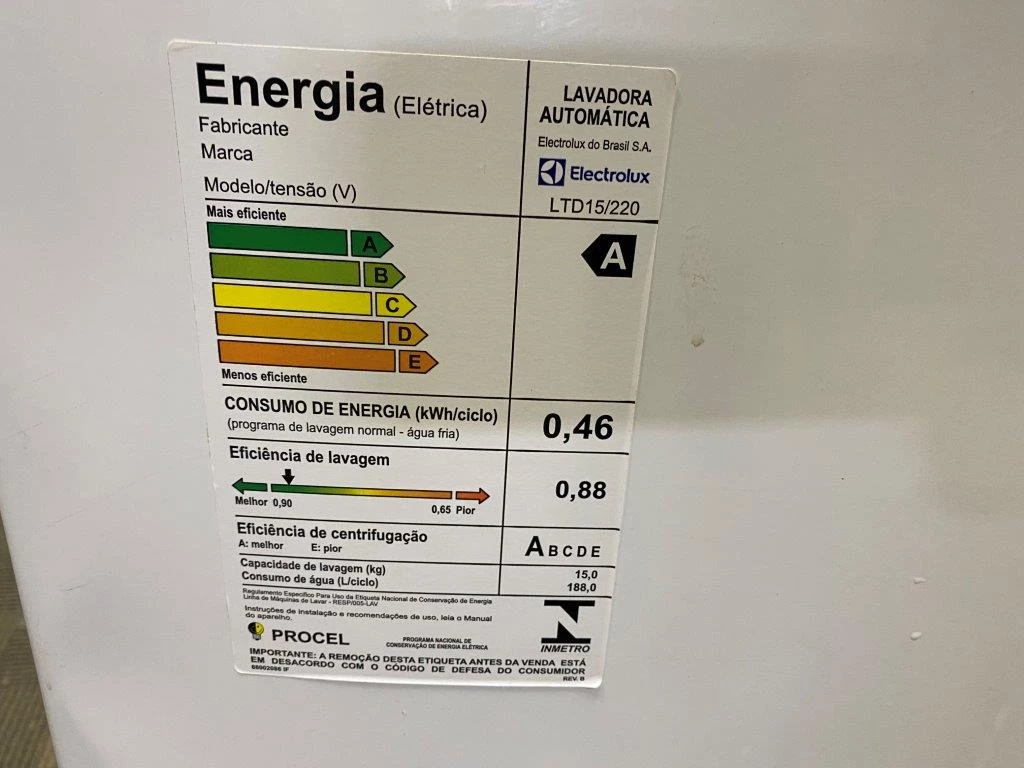 Energia (Elétrica)
Fabricante
Marca
Modelo/tensão (V)
LAVADORA
AUTOMÁTICA
Electrolux do Brasil S.A.
Electrolux
LTD15/220
Mais eficiente
A
B
C
D
E
Menos eficiente
A
CONSUMO DE ENERGIA (kWh/ciclo)
(programa de lavagem normal - água fria)
0,46
Eficiência de lavagem
Melhor 0,90
0,65 Pior
0,88
Eficiência de centrifugação
A: melhor E: pior
A B C D E
Capacidade de lavagem (kg) 15,0
Consumo de água (L/ciclo) 188,0
Regulamento Específico Para Uso da Etiqueta Nacional de Conservação de Energia
Linha de Máquinas de Lavar - RESP/005-LAV
Instruções de instalação e recomendações de uso, leia o Manual
do aparelho.
PROCEL
PROGRAMA NACIONAL DE
CONSERVAÇÃO DE ENERGIA ELÉTRICA
INMETRO
IMPORTANTE: A REMOÇÃO DESTA ETIQUETA ANTES DA VENDA ESTÁ
EM DESACORDO COM O CÓDIGO DE DEFESA DO CONSUMIDOR
REV. B